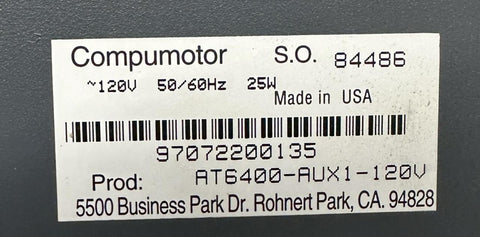 Compumotor S.O. 84486
~120V 50/60Hz 25W
Made in USA
97072200135
Prod: AT6400-AUX1-120V
5500 Business Park Dr. Rohnert Park, CA. 94828